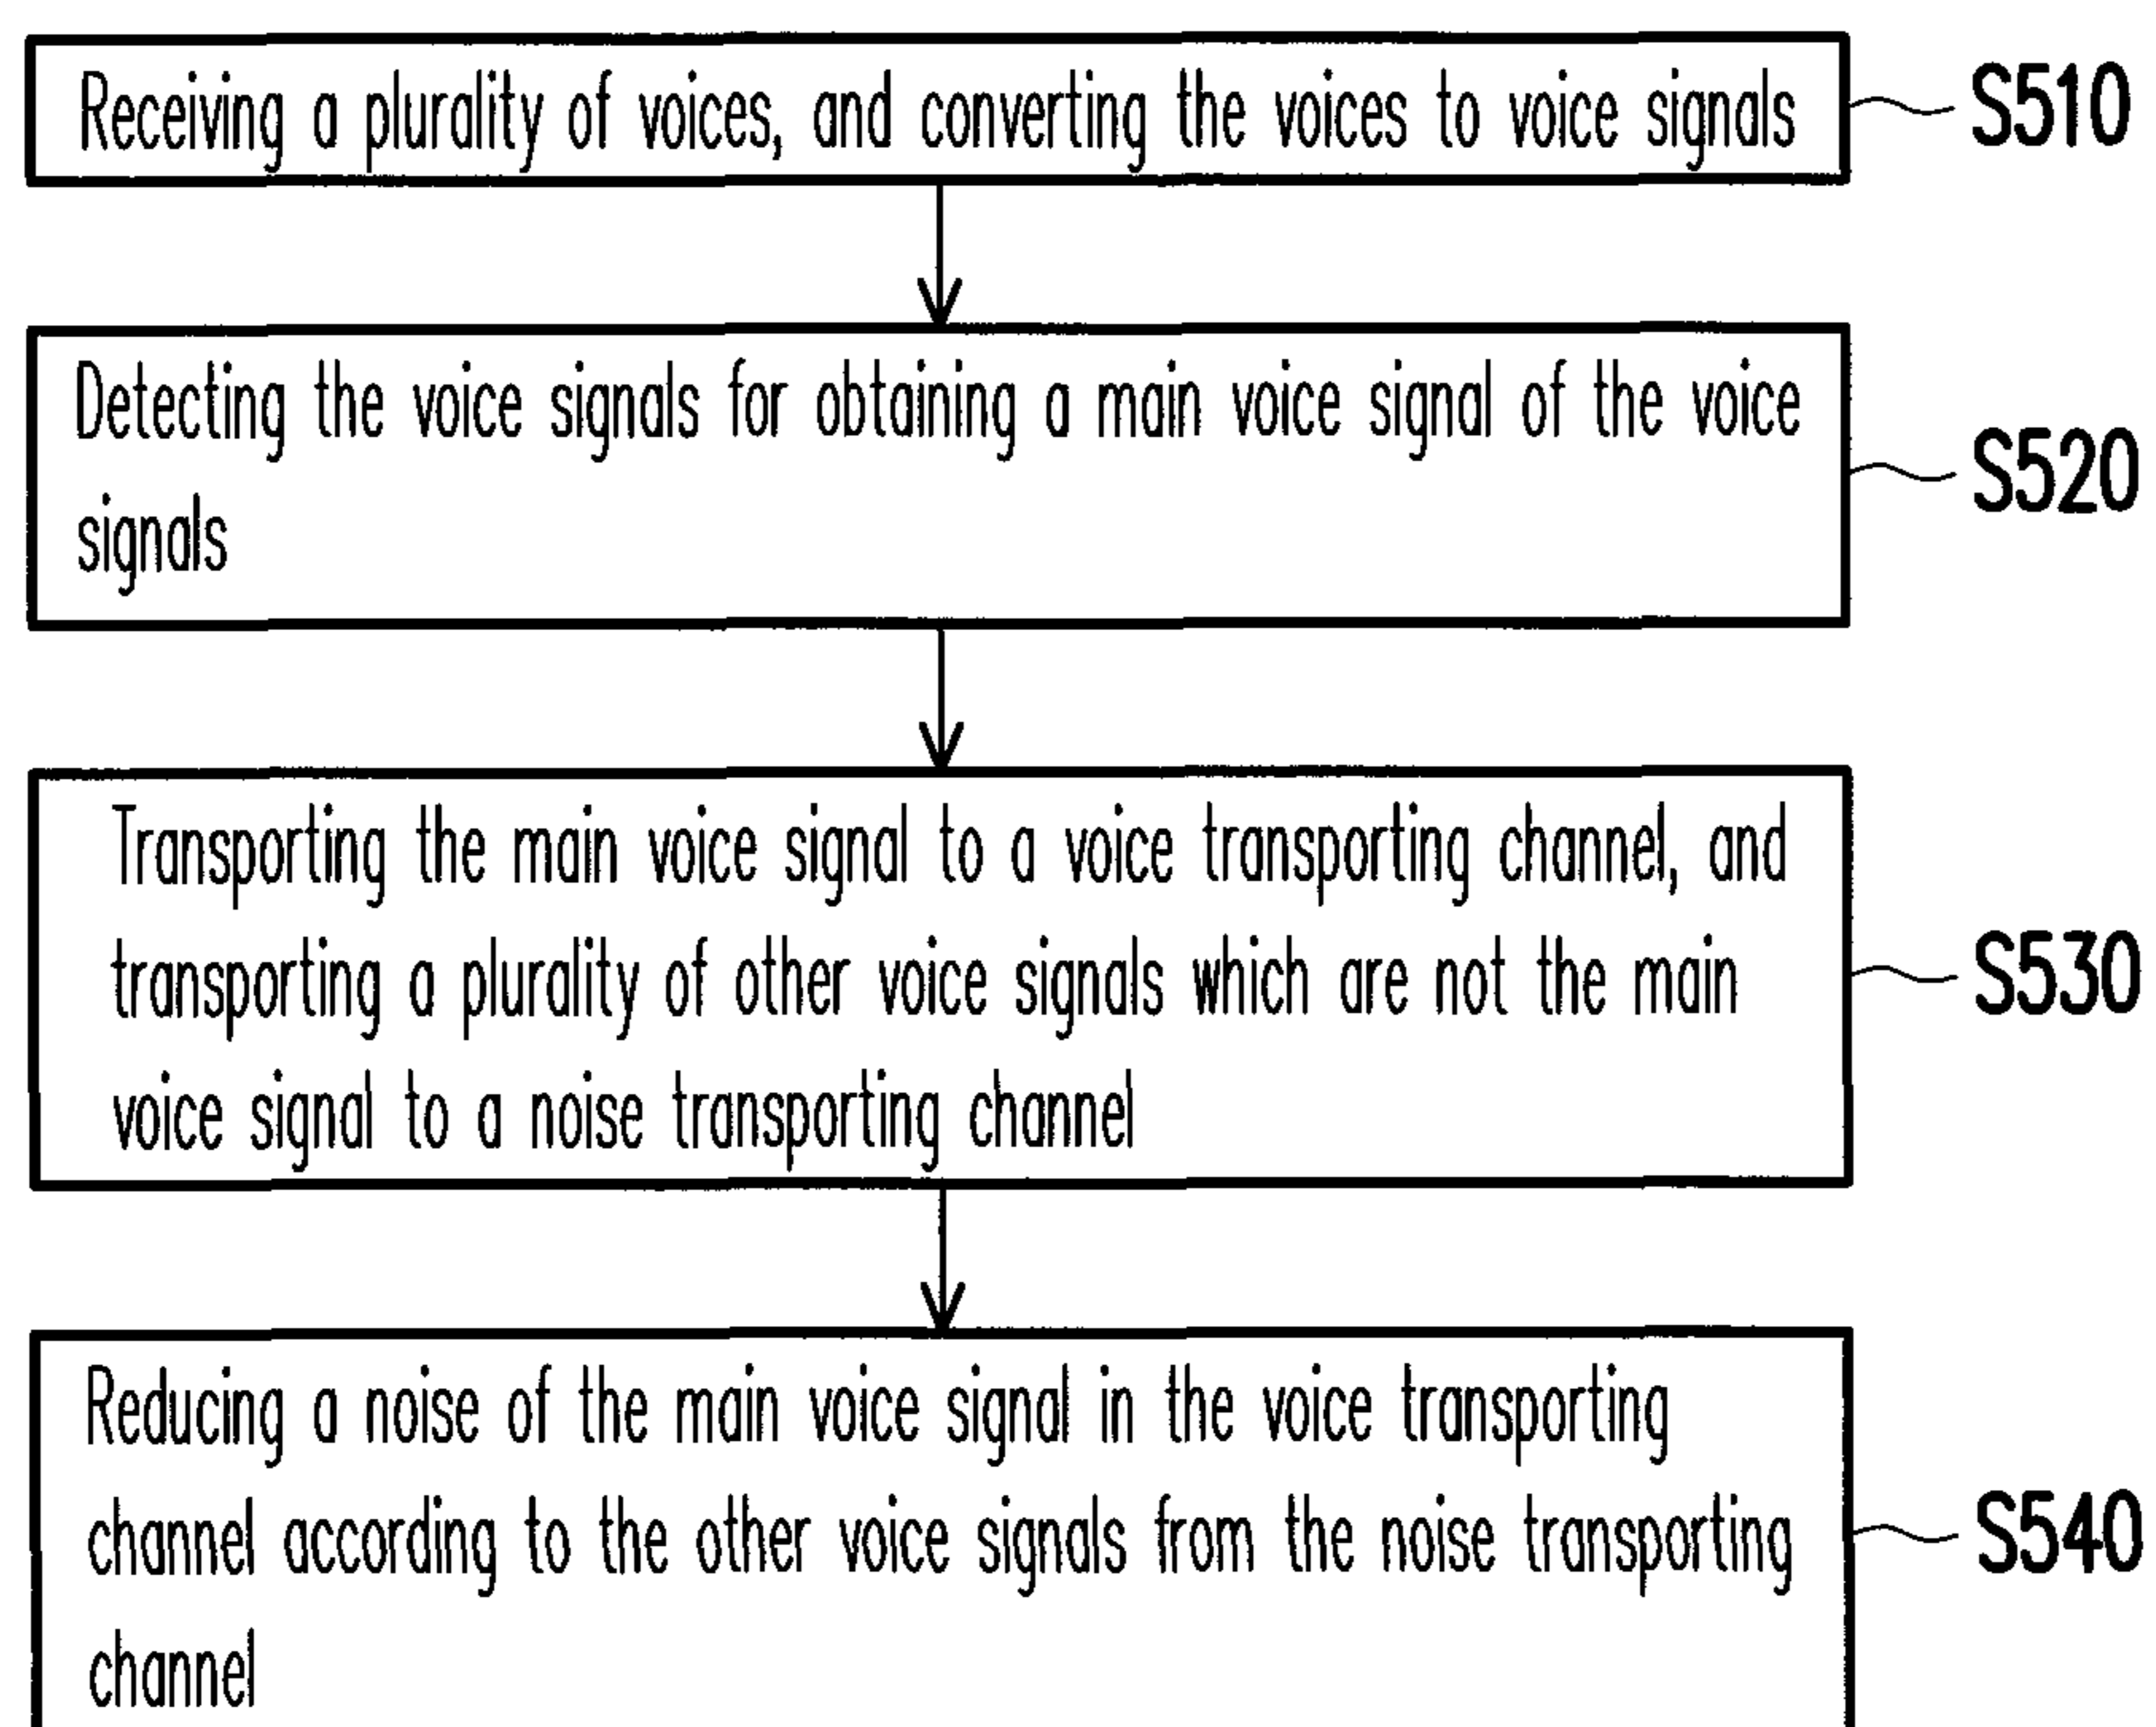 Receiving a plurality of voices, and converting the voices to voice signals
S510
Detecting the voice signals for obtaining a main voice signal of the voice
signals
S520
Transporting the main voice signal to a voice transporting channel, and
transporting a plurality of other voice signals which are not the main
voice signal to a noise transporting channel
S530
Reducing a noise of the main voice signal in the voice transporting
channel according to the other voice signals from the noise transporting
channel
S540